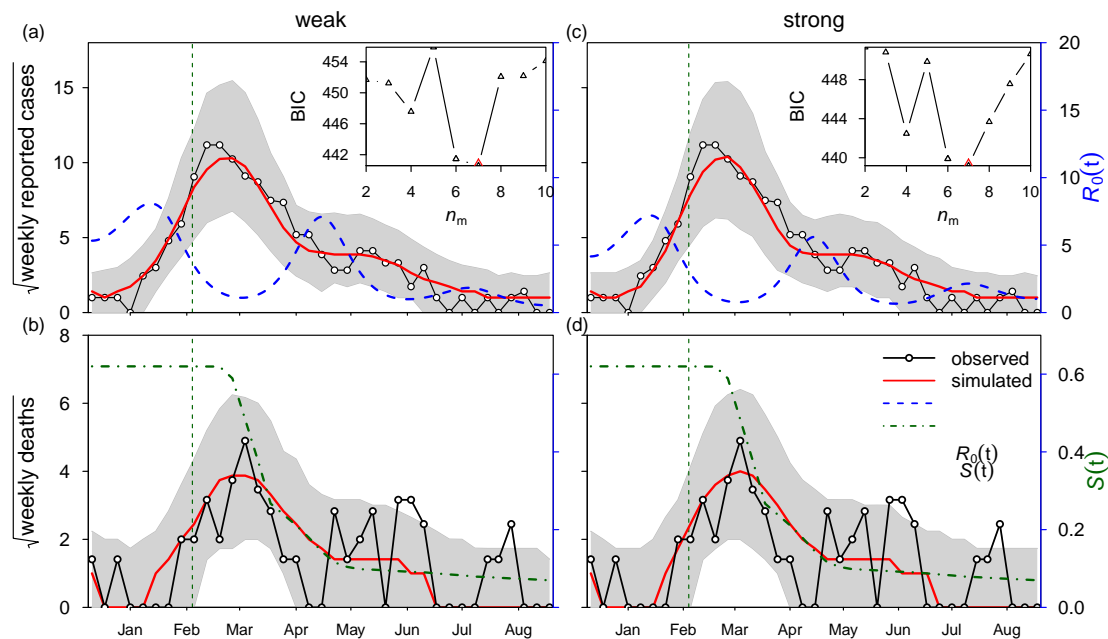 weak
strong
(a)
(c)
√weekly reported cases
0
5
10
15
BIC
442
445
448
451
454
2
4
6
8
10
n_m
BIC
440
444
448
2
4
6
8
10
n_m
0
5
10
15
20
R_0(t)
(b)
(d)
√weekly deaths
0
2
4
6
8
observed
simulated
R_0(t)
S(t)
0.0
0.2
0.4
0.6
S(t)
Jan Feb Mar Apr May Jun Jul Aug
Jan Feb Mar Apr May Jun Jul Aug